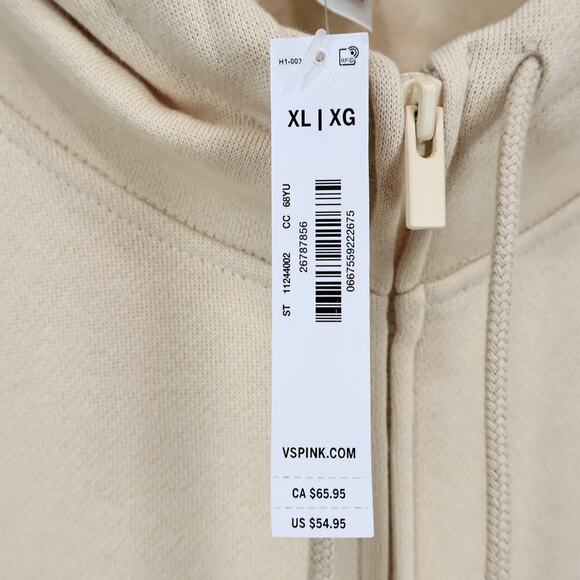 H1-003
RFID
XL | XG
ST 11244002 CC 68YU
26787856
0667559222675
VSPINK.COM
CA $65.95
US $54.95